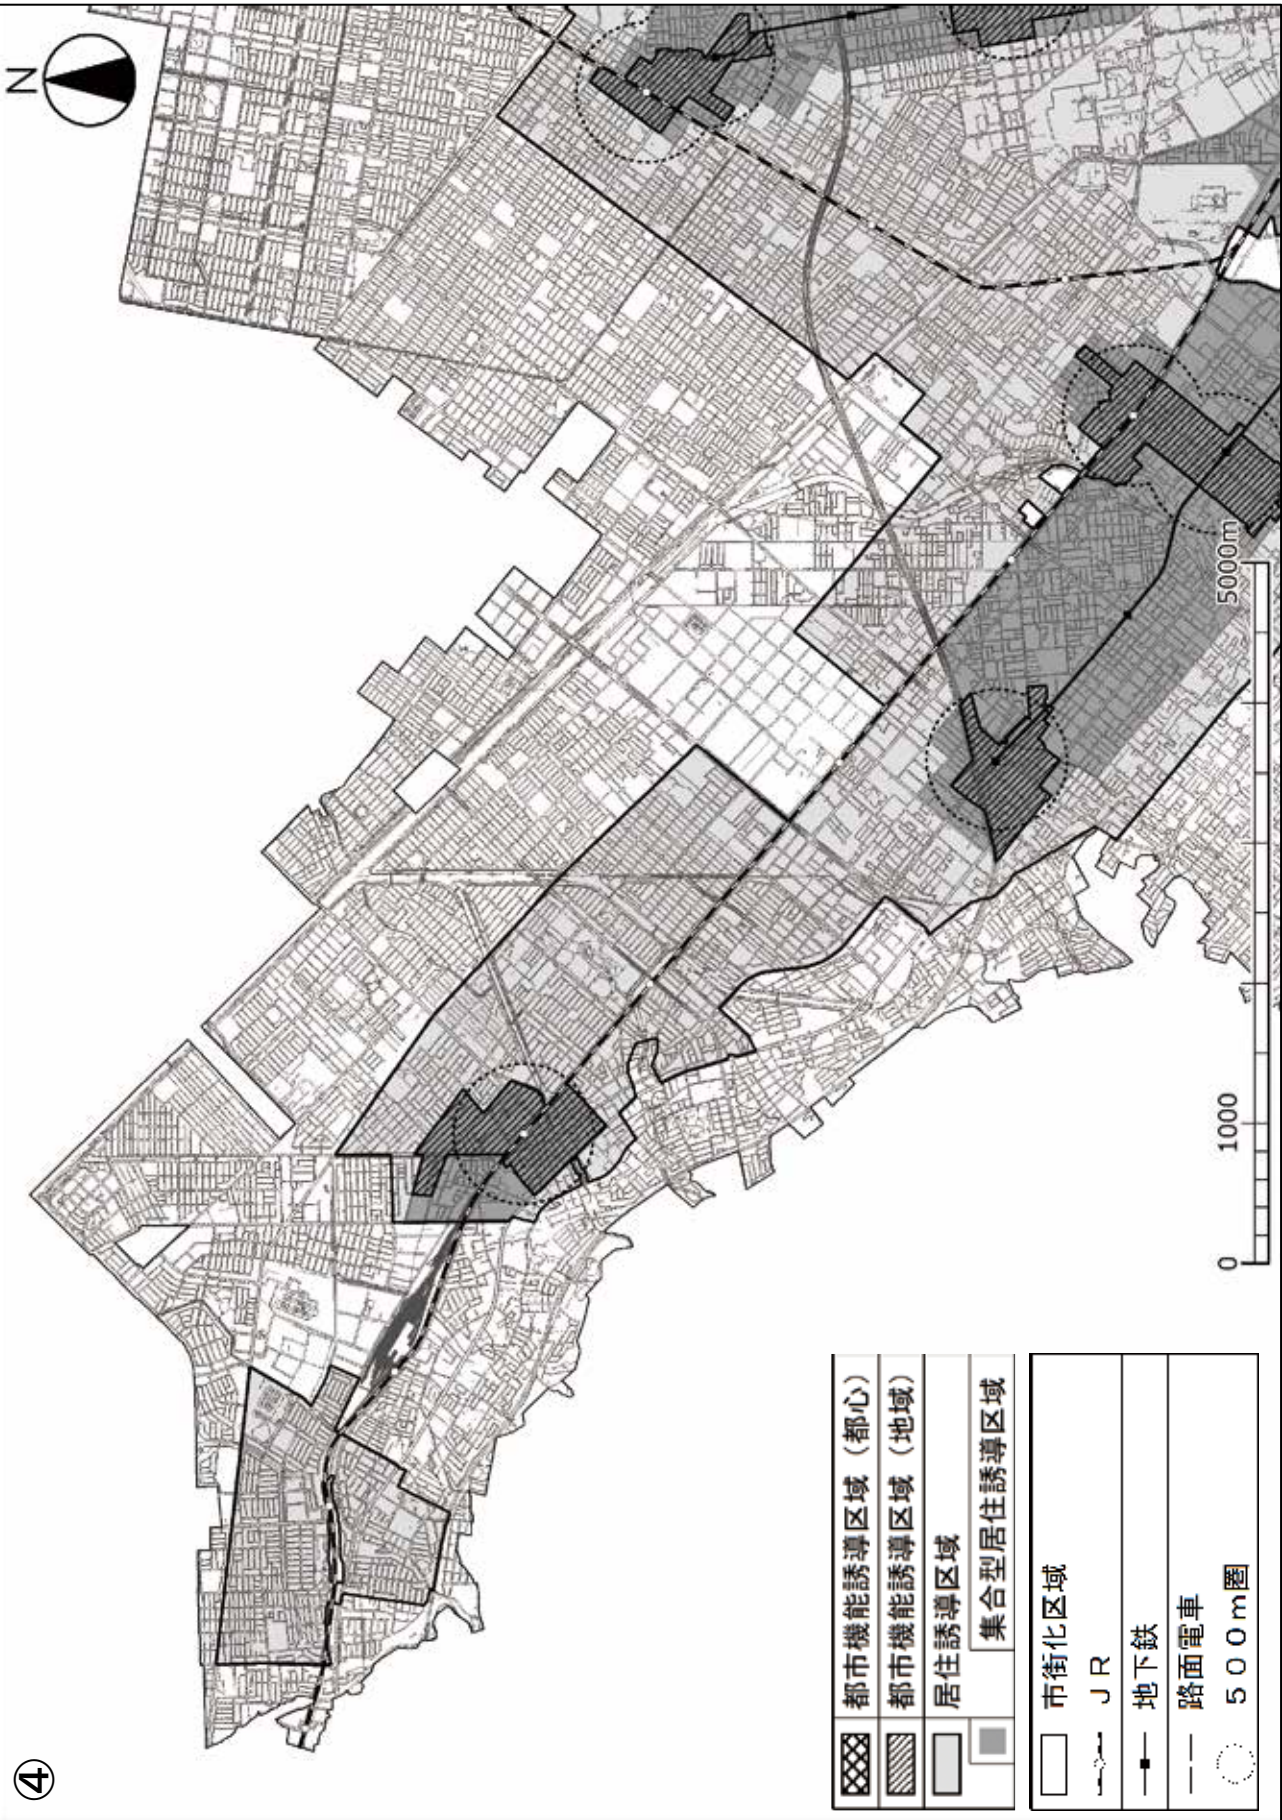 ④
N
都市機能誘導区域（都心）
都市機能誘導区域（地域）
居住誘導区域
集合型居住誘導区域
市街化区域
ＪＲ
地下鉄
路面電車
５００ｍ圏
0 1000 5000m